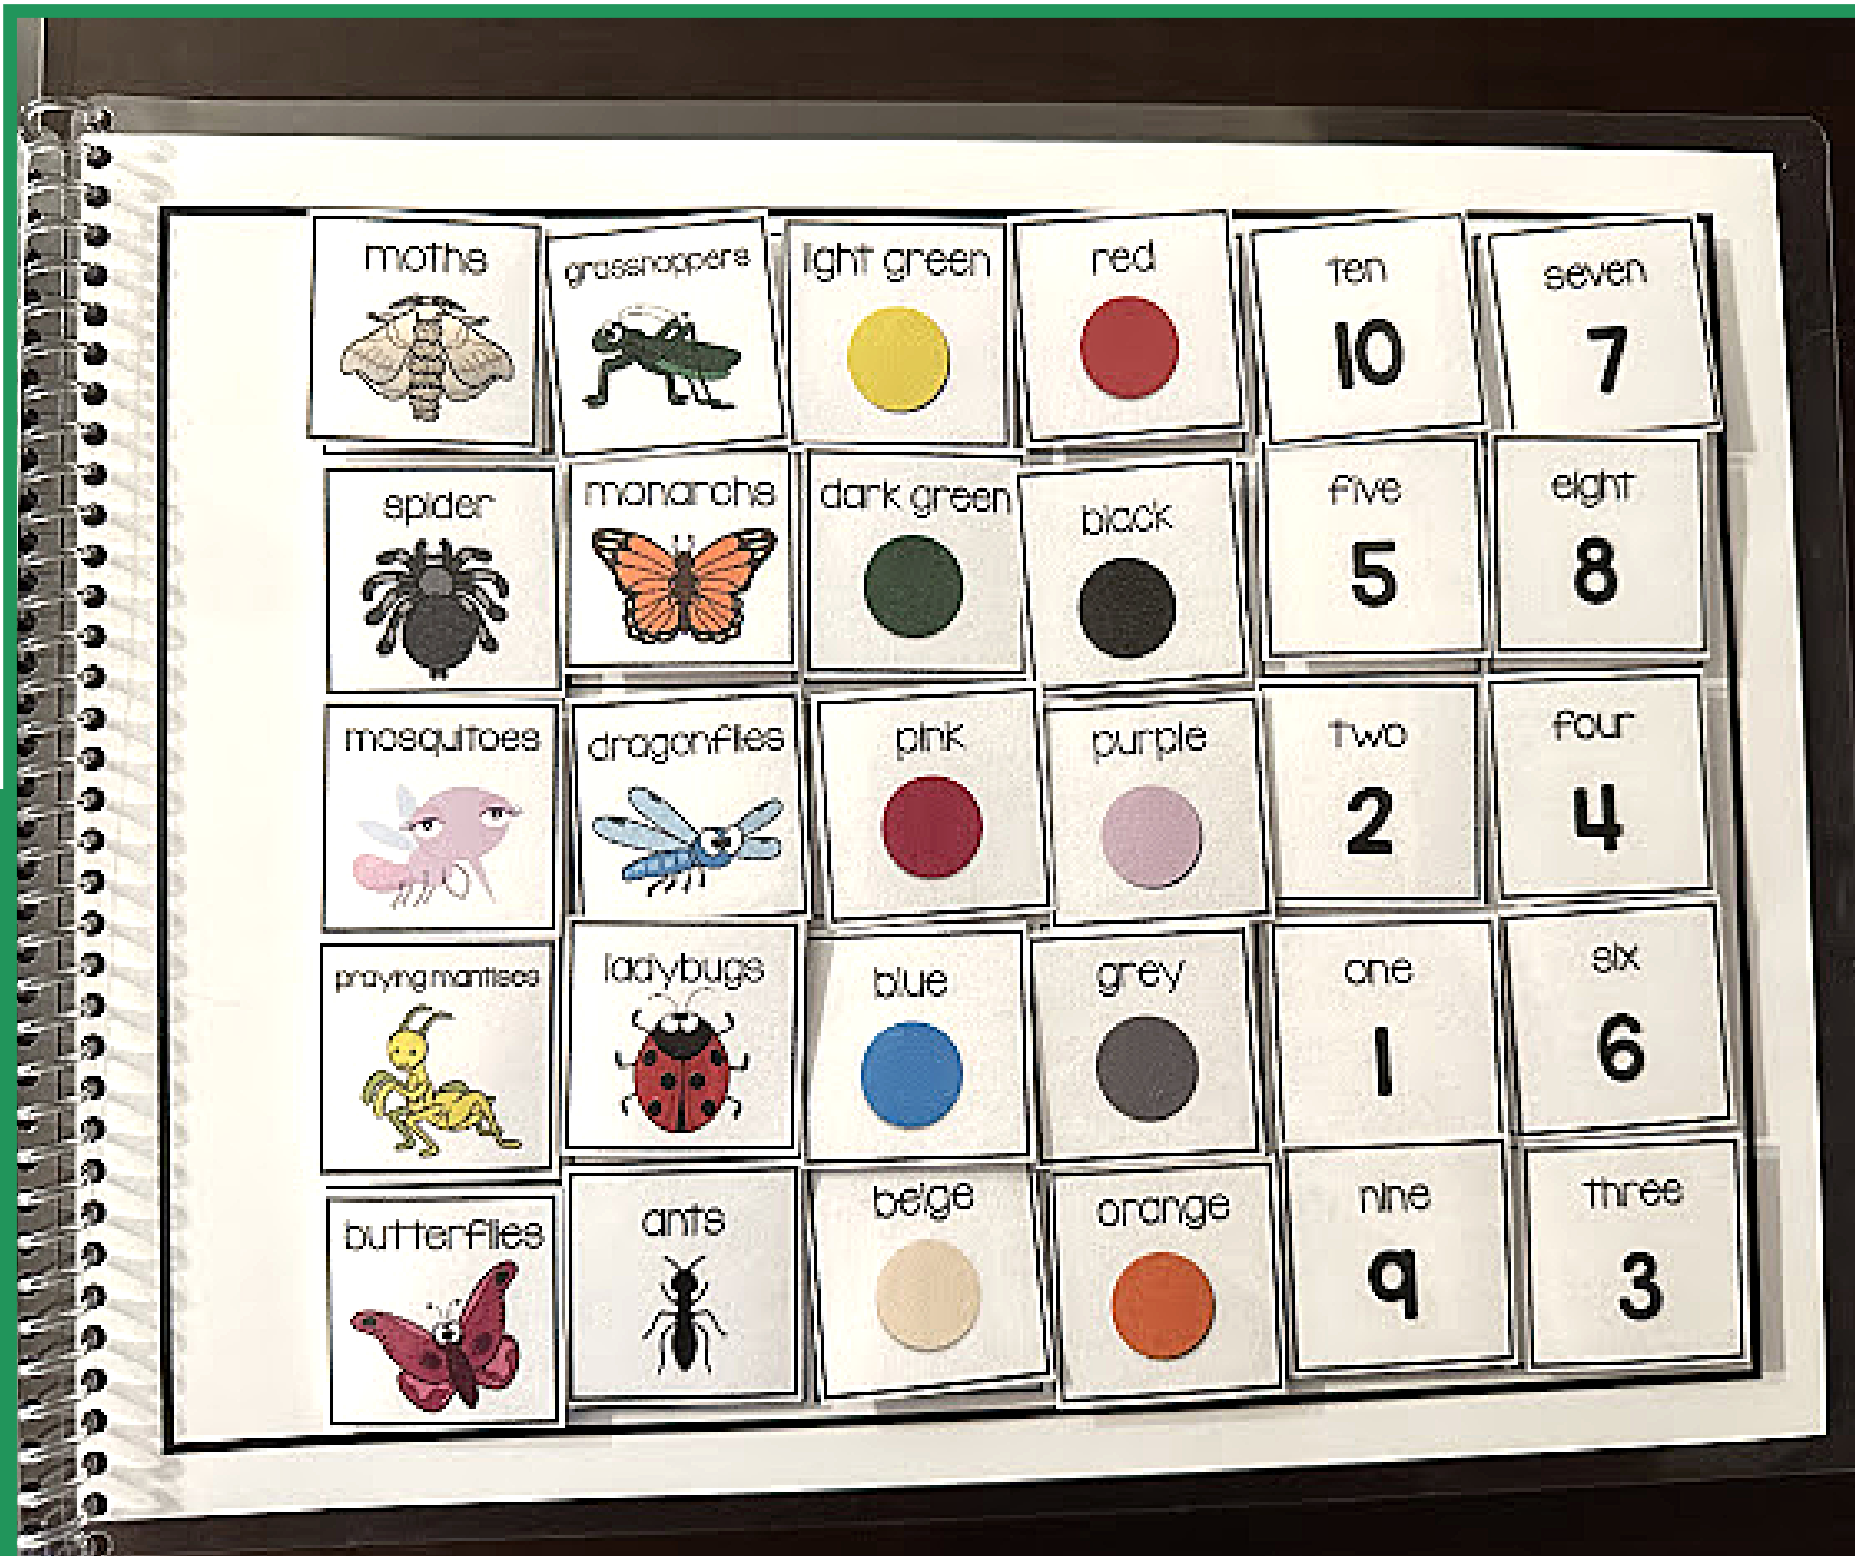 moths
grasshoppers
light green
red
ten
10
seven
7
spider
monarchs
dark green
black
five
5
eight
8
mosquitoes
dragonflies
pink
purple
two
2
four
4
praying mantises
ladybugs
blue
grey
one
1
six
6
butterflies
ants
beige
orange
nine
9
three
3